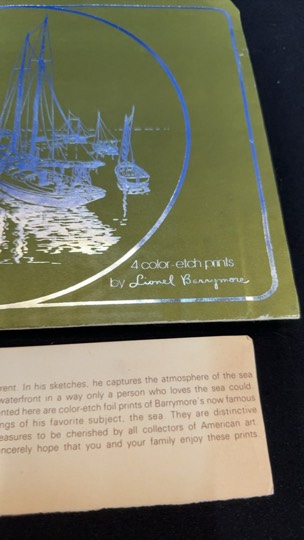 4 color-etch prints
by Lionel Barrymore
rent. In his sketches, he captures the atmosphere of the sea
waterfront in a way only a person who loves the sea could.
nted here are color-etch foil prints of Barrymore's now famous
ngs of his favorite subject, the sea. They are distinctive
easures to be cherished by all collectors of American art.
ncerely hope that you and your family enjoy these prints.